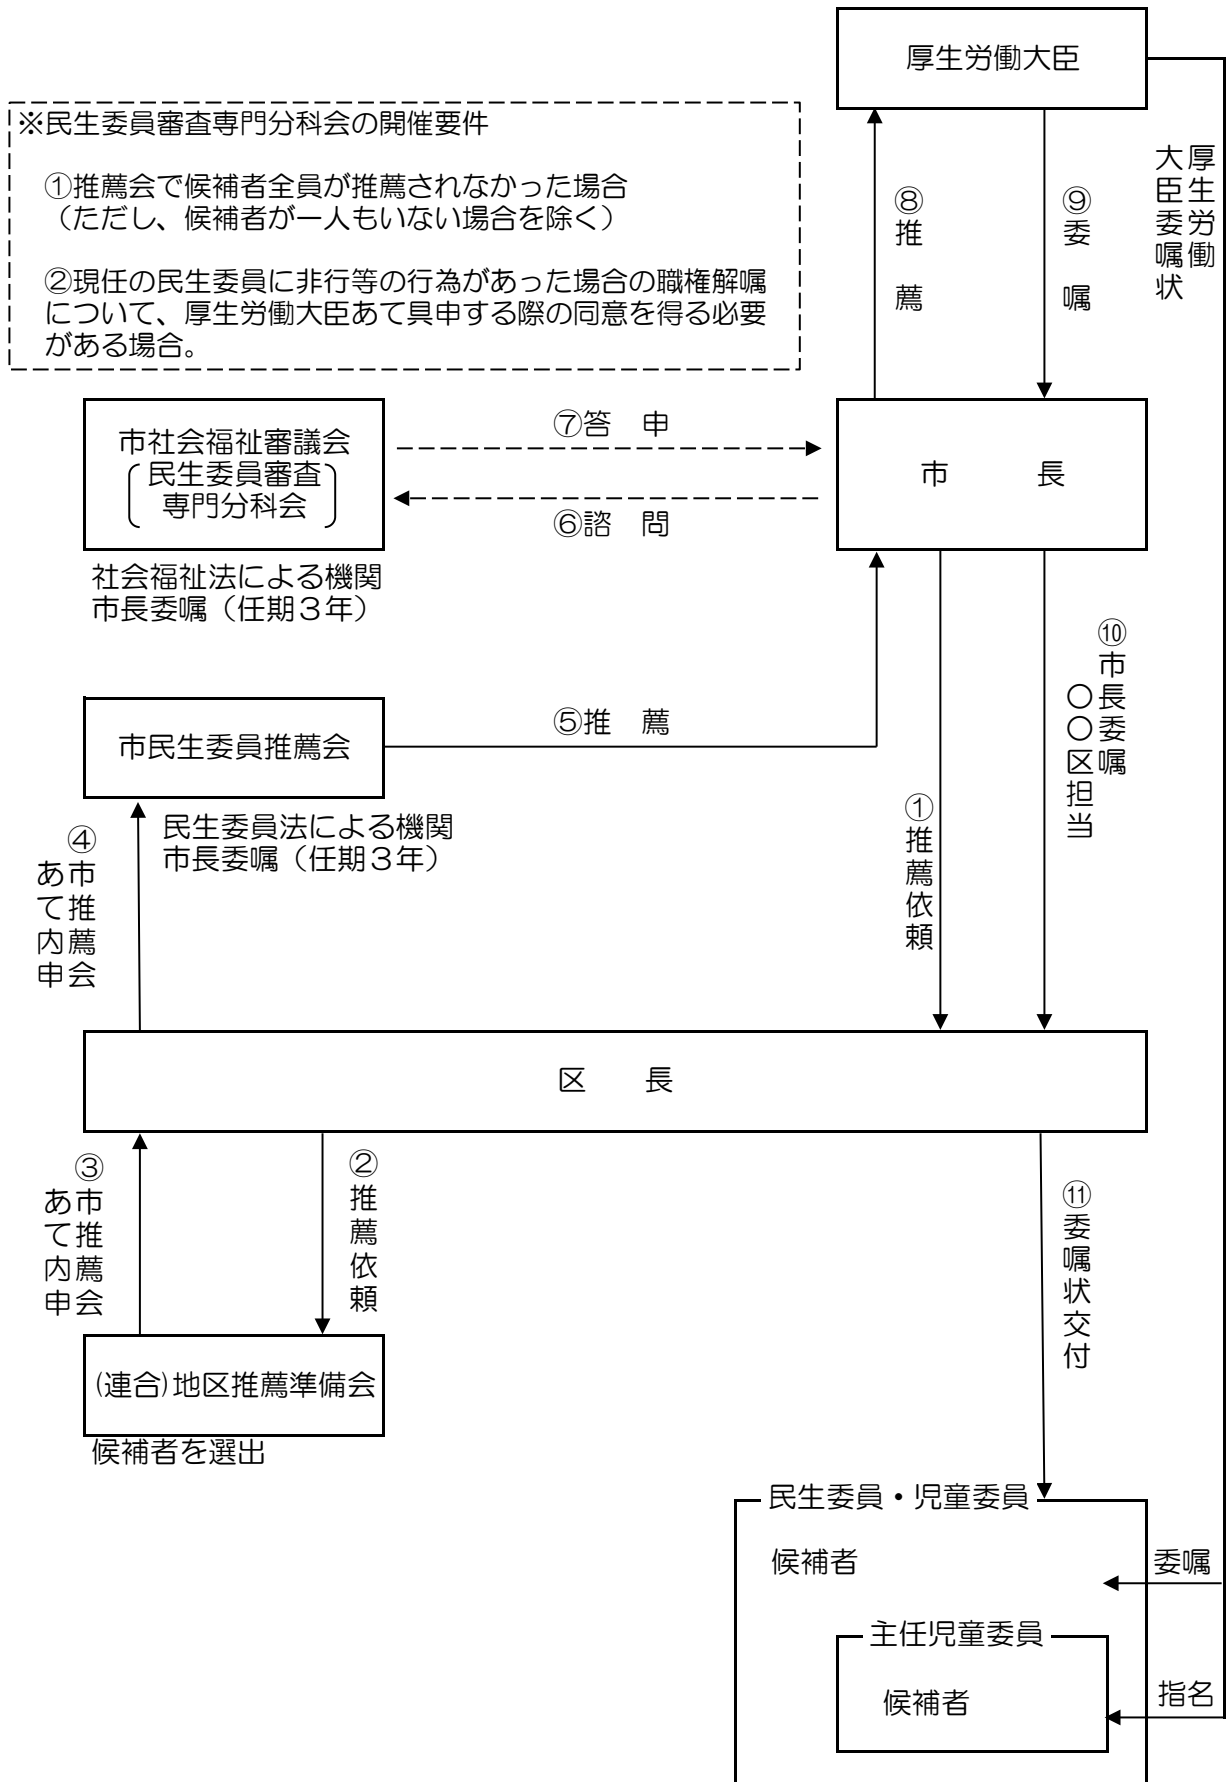 厚生労働大臣
※民生委員審査専門分科会の開催要件
①推薦会で候補者全員が推薦されなかった場合
（ただし、候補者が一人もいない場合を除く）
②現任の民生委員に非行等の行為があった場合の職権解嘱
について、厚生労働大臣あて具申する際の同意を得る必要
がある場合。
⑧推　薦
⑨委　嘱
厚生労働
大臣委嘱状
市社会福祉審議会
民生委員審査
専門分科会
⑦答　申
⑥諮　問
市　　　長
社会福祉法による機関
市長委嘱（任期３年）
⑩市長委嘱
〇〇区担当
市民生委員推薦会
⑤推　薦
①推薦依頼
民生委員法による機関
市長委嘱（任期３年）
④市推薦会
あて内申
区　　長
③市推薦会
あて内申
②推薦依頼
⑪委嘱状交付
(連合)地区推薦準備会
候補者を選出
民生委員・児童委員
候補者
委嘱
主任児童委員
候補者
指名